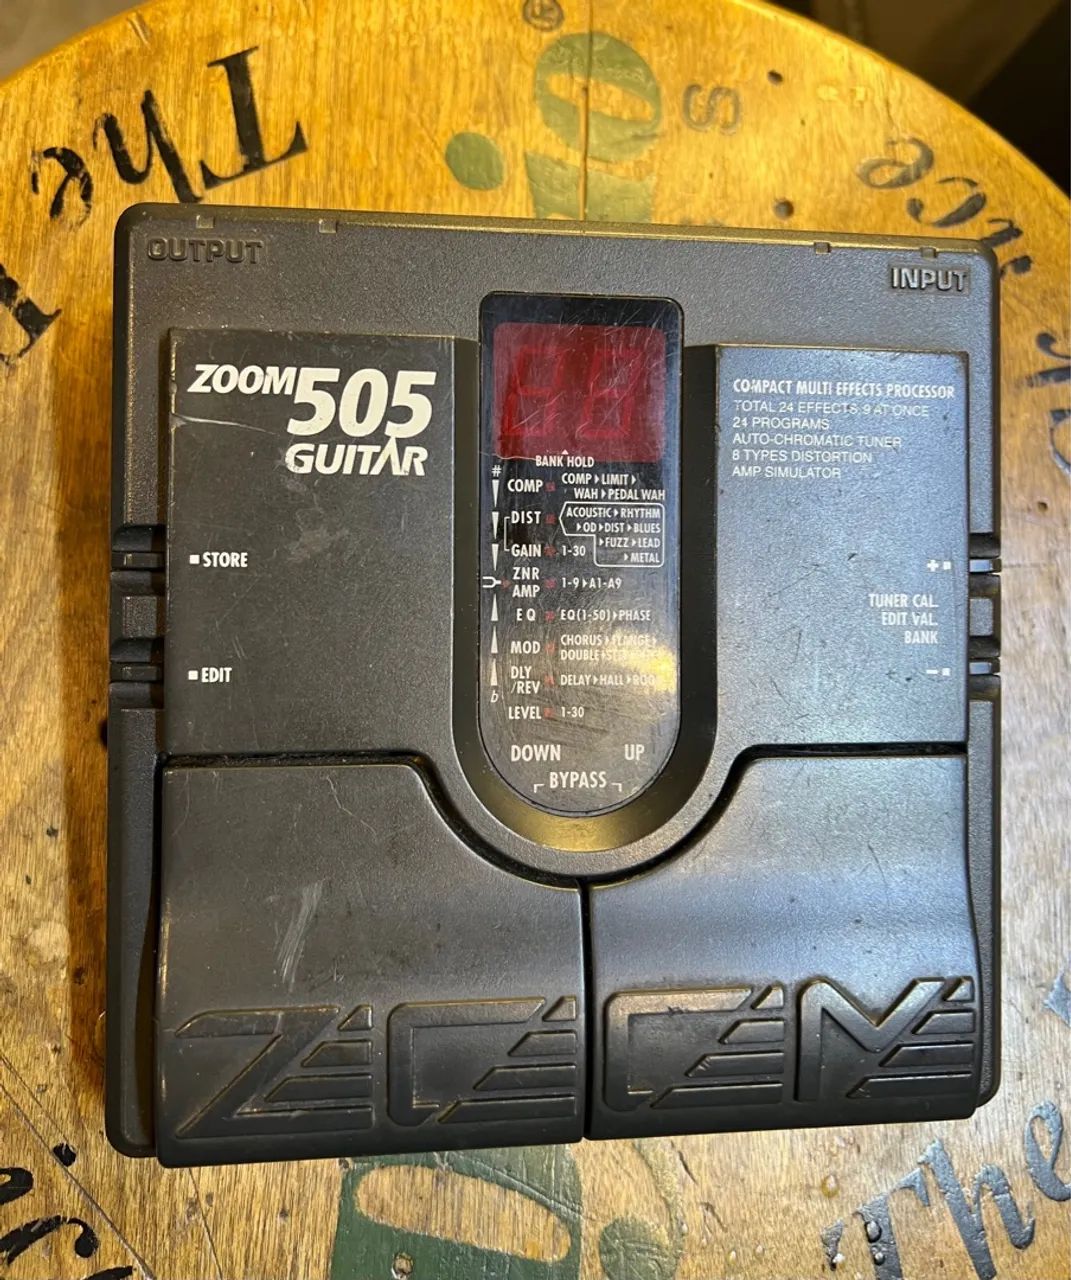 The
®
s
OUTPUT
INPUT
ZOOM 505
GUITAR
COMPACT MULTI EFFECTS PROCESSOR
TOTAL 24 EFFECTS, 9 AT ONCE
24 PROGRAMS
AUTO-CHROMATIC TUNER
8 TYPES DISTORTION
AMP SIMULATOR
BANK HOLD
#
COMP COMP▸LIMIT▸
WAH▸PEDAL WAH
DIST ACOUSTIC▸RHYTHM
▸OD▸DIST▸BLUES
▸FUZZ▸LEAD
▸METAL
GAIN 1-30
ZNR
AMP 1-9▸A1-A9
EQ EQ(1-50)▸PHASE
MOD CHORUS▸FLANGE▸
DOUBLE▸
DLY
/REV DELAY▸HALL▸ROOM
b
LEVEL 1-30
DOWN UP
BYPASS
STORE
EDIT
+
TUNER CAL.
EDIT VAL.
BANK
-
ZOOM
The